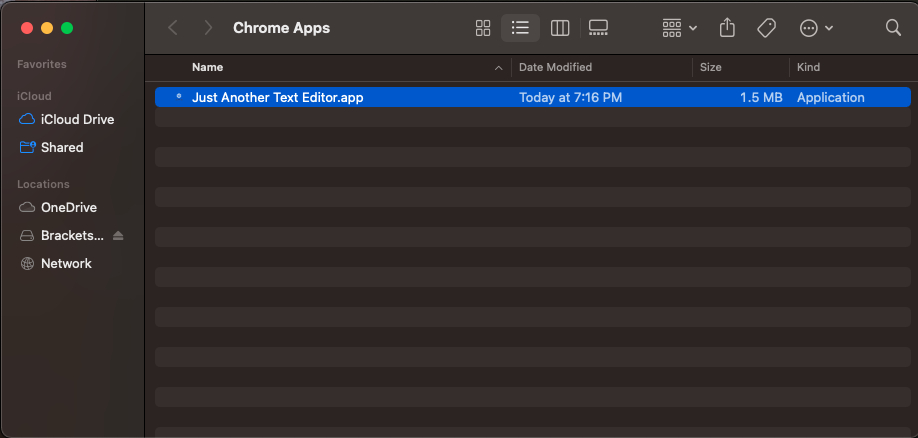 Chrome Apps
Favorites
iCloud
iCloud Drive
Shared
Locations
OneDrive
Brackets...
Network
Name Date Modified Size Kind
Just Another Text Editor.app Today at 7:16 PM 1.5 MB Application